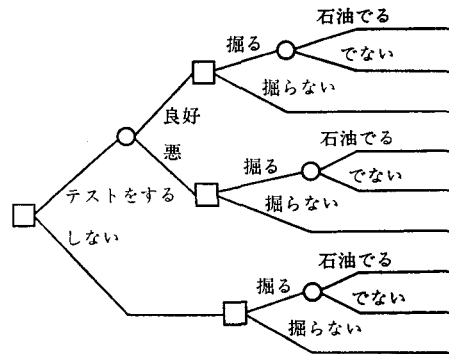 石油でる
掘る
でない
掘らない
良好
悪
石油でる
掘る
でない
掘らない
テストをする
しない
石油でる
掘る
でない
掘らない